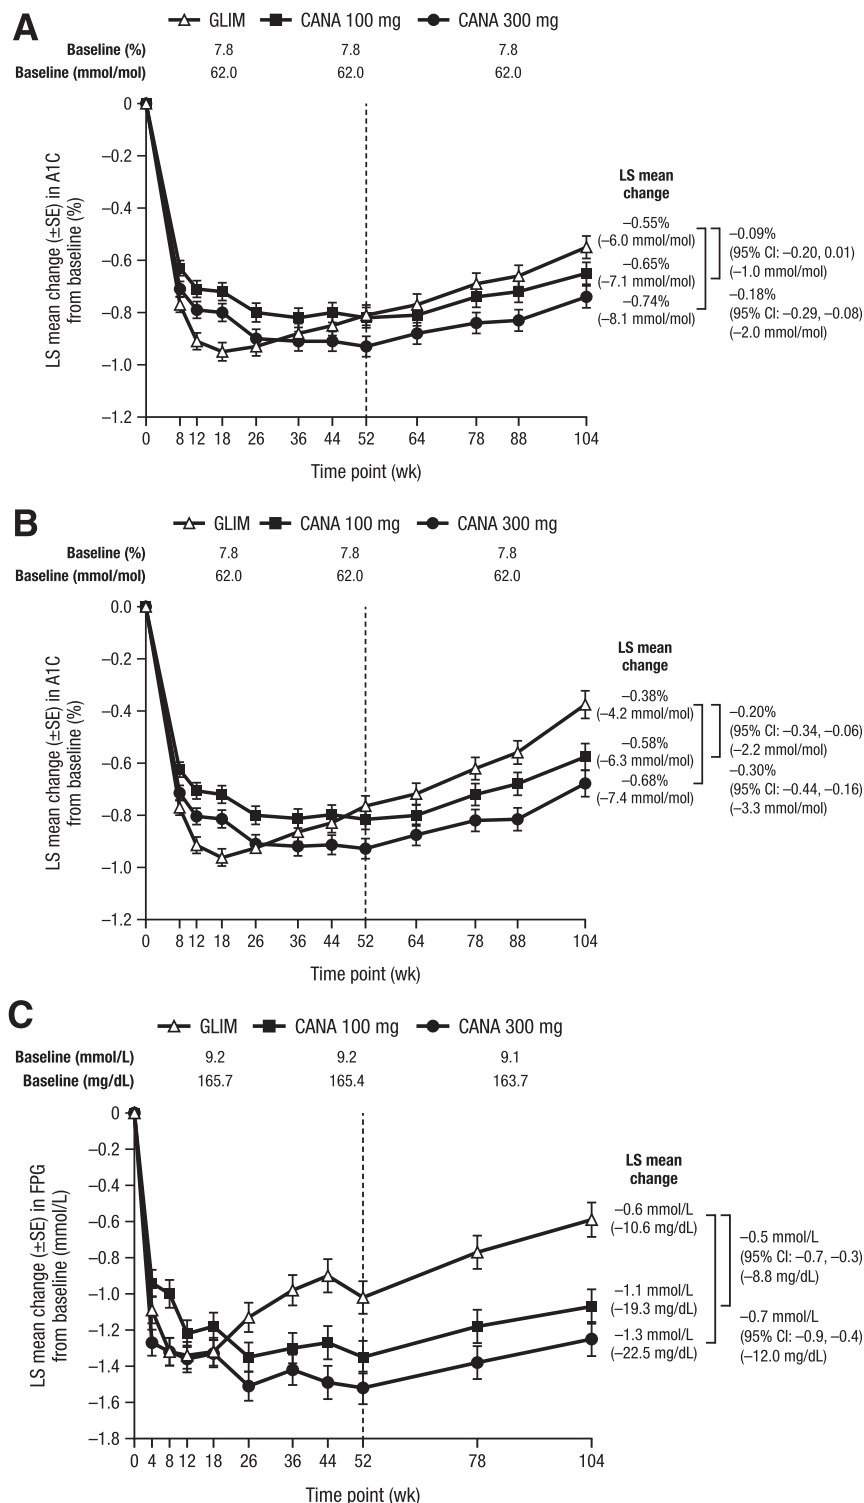 A
GLIM CANA 100 mg CANA 300 mg
Baseline (%) 7.8 7.8 7.8
Baseline (mmol/mol) 62.0 62.0 62.0
LS mean change (±SE) in A1C
from baseline (%)
0
–0.2
–0.4
–0.6
–0.8
–1.0
–1.2
0 8 12 18 26 36 44 52 64 78 88 104
Time point (wk)
LS mean
change
–0.55%
(–6.0 mmol/mol)
–0.65%
(–7.1 mmol/mol)
–0.74%
(–8.1 mmol/mol)
–0.09%
(95% CI: –0.20, 0.01)
(–1.0 mmol/mol)
–0.18%
(95% CI: –0.29, –0.08)
(–2.0 mmol/mol)
B
GLIM CANA 100 mg CANA 300 mg
Baseline (%) 7.8 7.8 7.8
Baseline (mmol/mol) 62.0 62.0 62.0
LS mean change (±SE) in A1C
from baseline (%)
0.0
–0.2
–0.4
–0.6
–0.8
–1.0
–1.2
0 8 12 18 26 36 44 52 64 78 88 104
Time point (wk)
LS mean
change
–0.38%
(–4.2 mmol/mol)
–0.58%
(–6.3 mmol/mol)
–0.68%
(–7.4 mmol/mol)
–0.20%
(95% CI: –0.34, –0.06)
(–2.2 mmol/mol)
–0.30%
(95% CI: –0.44, –0.16)
(–3.3 mmol/mol)
C
GLIM CANA 100 mg CANA 300 mg
Baseline (mmol/L) 9.2 9.2 9.1
Baseline (mg/dL) 165.7 165.4 163.7
LS mean change (±SE) in FPG
from baseline (mmol/L)
0
–0.2
–0.4
–0.6
–0.8
–1.0
–1.2
–1.4
–1.6
–1.8
0 4 8 12 18 26 36 44 52 78 104
Time point (wk)
LS mean
change
–0.6 mmol/L
(–10.6 mg/dL)
–1.1 mmol/L
(–19.3 mg/dL)
–1.3 mmol/L
(–22.5 mg/dL)
–0.5 mmol/L
(95% CI: –0.7, –0.3)
(–8.8 mg/dL)
–0.7 mmol/L
(95% CI: –0.9, –0.4)
(–12.0 mg/dL)